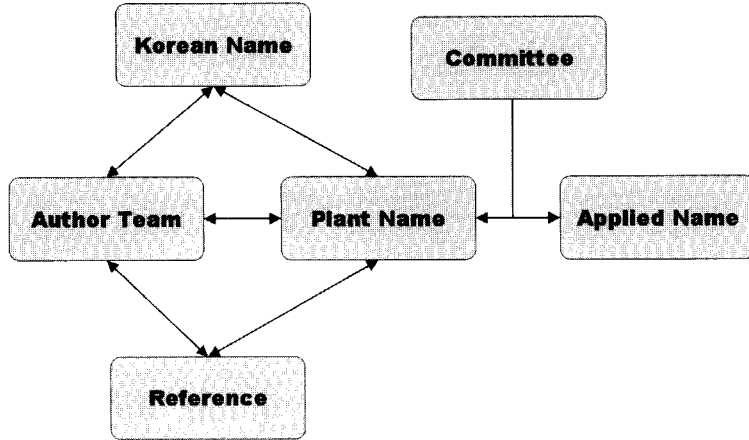 Korean Name
Committee
Author Team
Plant Name
Applied Name
Reference